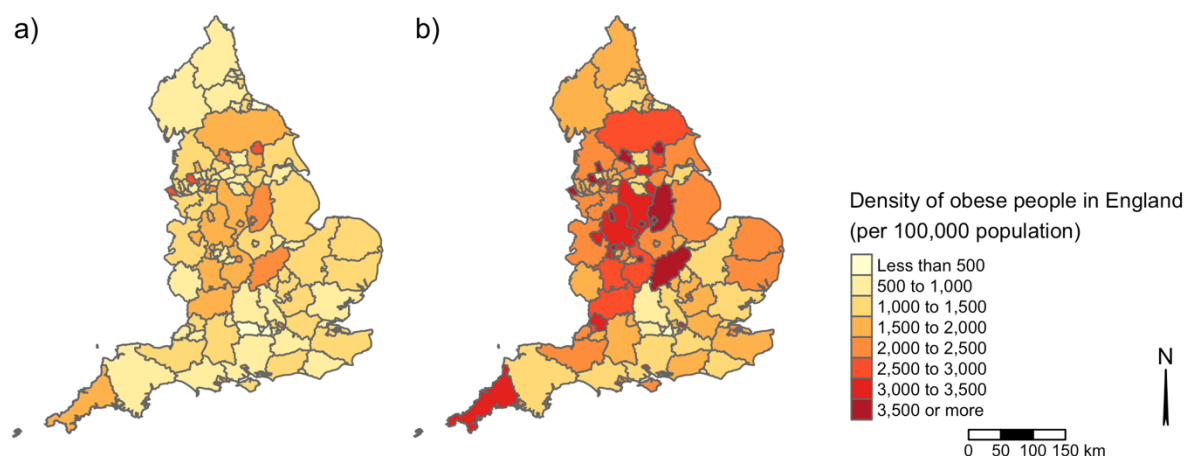 a)
b)
Density of obese people in England
(per 100,000 population)
Less than 500
500 to 1,000
1,000 to 1,500
1,500 to 2,000
2,000 to 2,500
2,500 to 3,000
3,000 to 3,500
3,500 or more
N
0 50 100 150 km